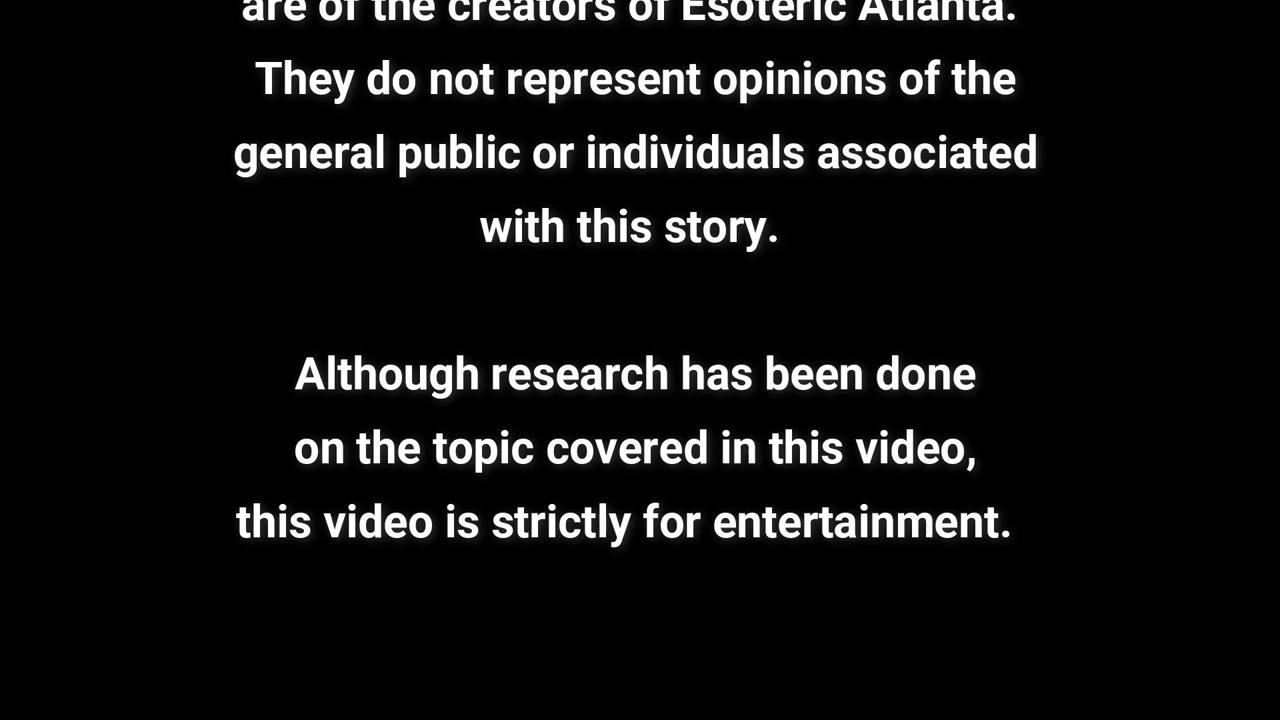 are of the creators of Esoteric Atlanta.
They do not represent opinions of the
general public or individuals associated
with this story.
Although research has been done
on the topic covered in this video,
this video is strictly for entertainment.